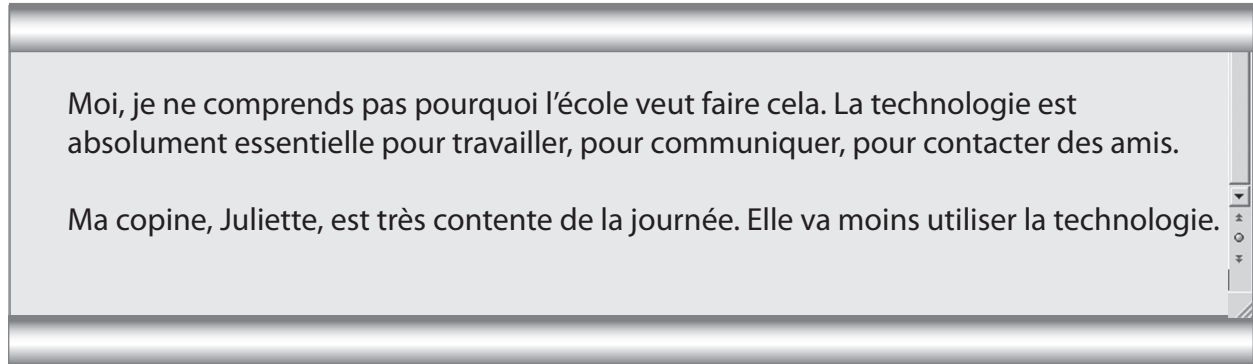 Moi, je ne comprends pas pourquoi l’école veut faire cela. La technologie est
absolument essentielle pour travailler, pour communiquer, pour contacter des amis.
Ma copine, Juliette, est très contente de la journée. Elle va moins utiliser la technologie.